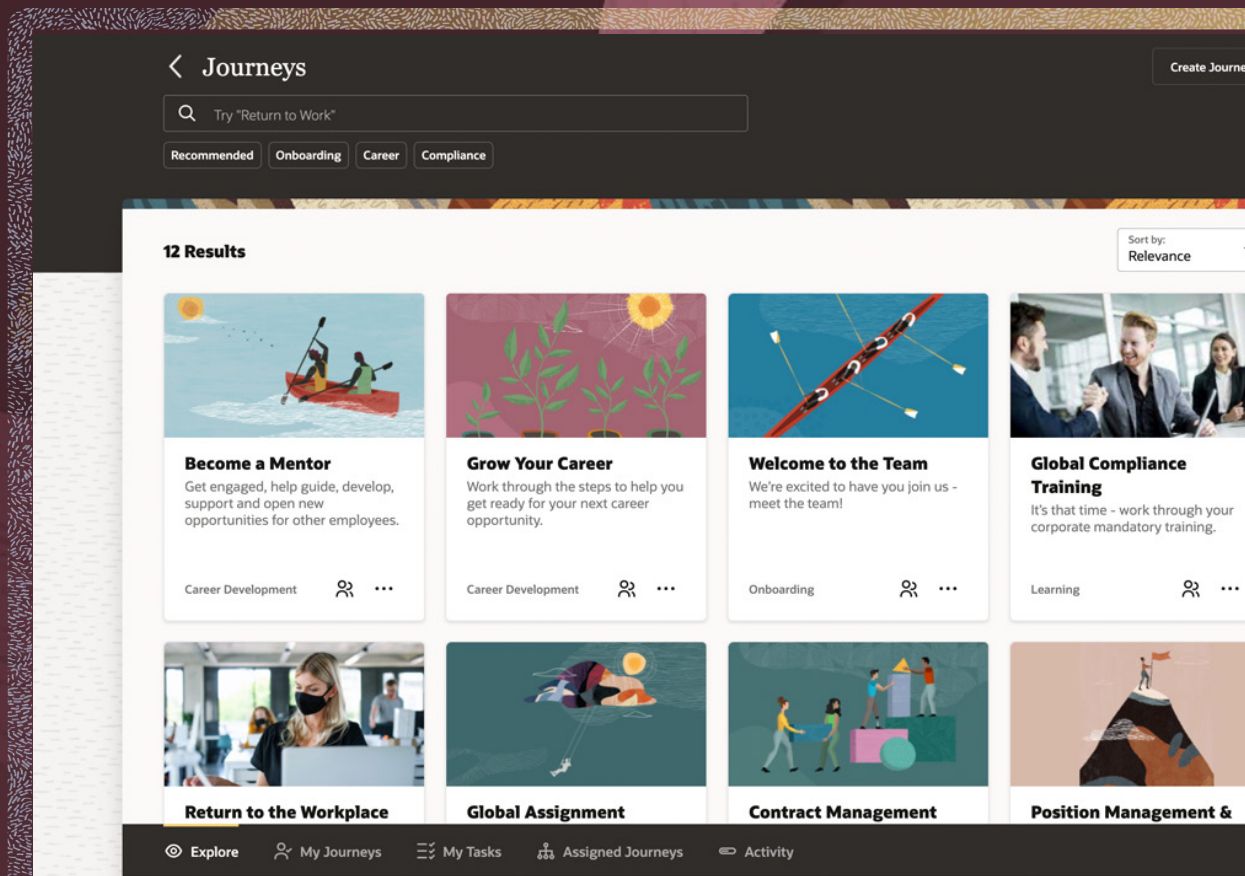 Journeys
Create Journe
Try "Return to Work"
Recommended
Onboarding
Career
Compliance
12 Results
Sort by:
Relevance
Become a Mentor
Get engaged, help guide, develop,
support and open new
opportunities for other employees.
Career Development
Grow Your Career
Work through the steps to help you
get ready for your next career
opportunity.
Career Development
Welcome to the Team
We're excited to have you join us -
meet the team!
Onboarding
Global Compliance
Training
It's that time - work through your
corporate mandatory training.
Learning
Return to the Workplace
Global Assignment
Contract Management
Position Management &
Explore
My Journeys
My Tasks
Assigned Journeys
Activity